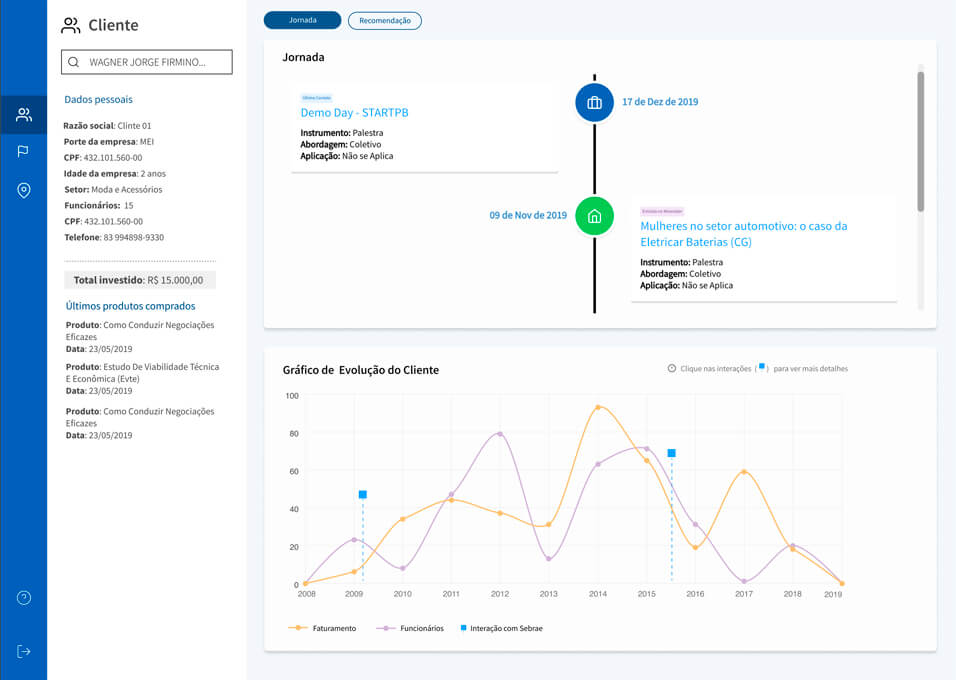 Cliente
WAGNER JORGE FIRMINO...
Dados pessoais
Razão social: Clinte 01
Porte da empresa: MEI
CPF: 432.101.560-00
Idade da empresa: 2 anos
Setor: Moda e Acessórios
Funcionários: 15
CPF: 432.101.560-00
Telefone: 83 994898-9330
Total investido: R$ 15.000,00
Últimos produtos comprados
Produto: Como Conduzir Negociações
Eficazes
Data: 23/05/2019
Produto: Estudo De Viabilidade Técnica
E Econômica (Evte)
Data: 23/05/2019
Produto: Como Conduzir Negociações
Eficazes
Data: 23/05/2019
Jornada
Recomendação
Jornada
Demo Day - STARTPB
Instrumento: Palestra
Abordagem: Coletivo
Aplicação: Não se Aplica
17 de Dez de 2019
09 de Nov de 2019
Mulheres no setor automotivo: o caso da
Eletricar Baterias (CG)
Instrumento: Palestra
Abordagem: Coletivo
Aplicação: Não se Aplica
Gráfico de Evolução do Cliente
Clique nas interações ( ) para ver mais detalhes
100
80
60
40
20
0
2008 2009 2010 2011 2012 2013 2014 2015 2016 2017 2018 2019
Faturamento Funcionários Interação com Sebrae